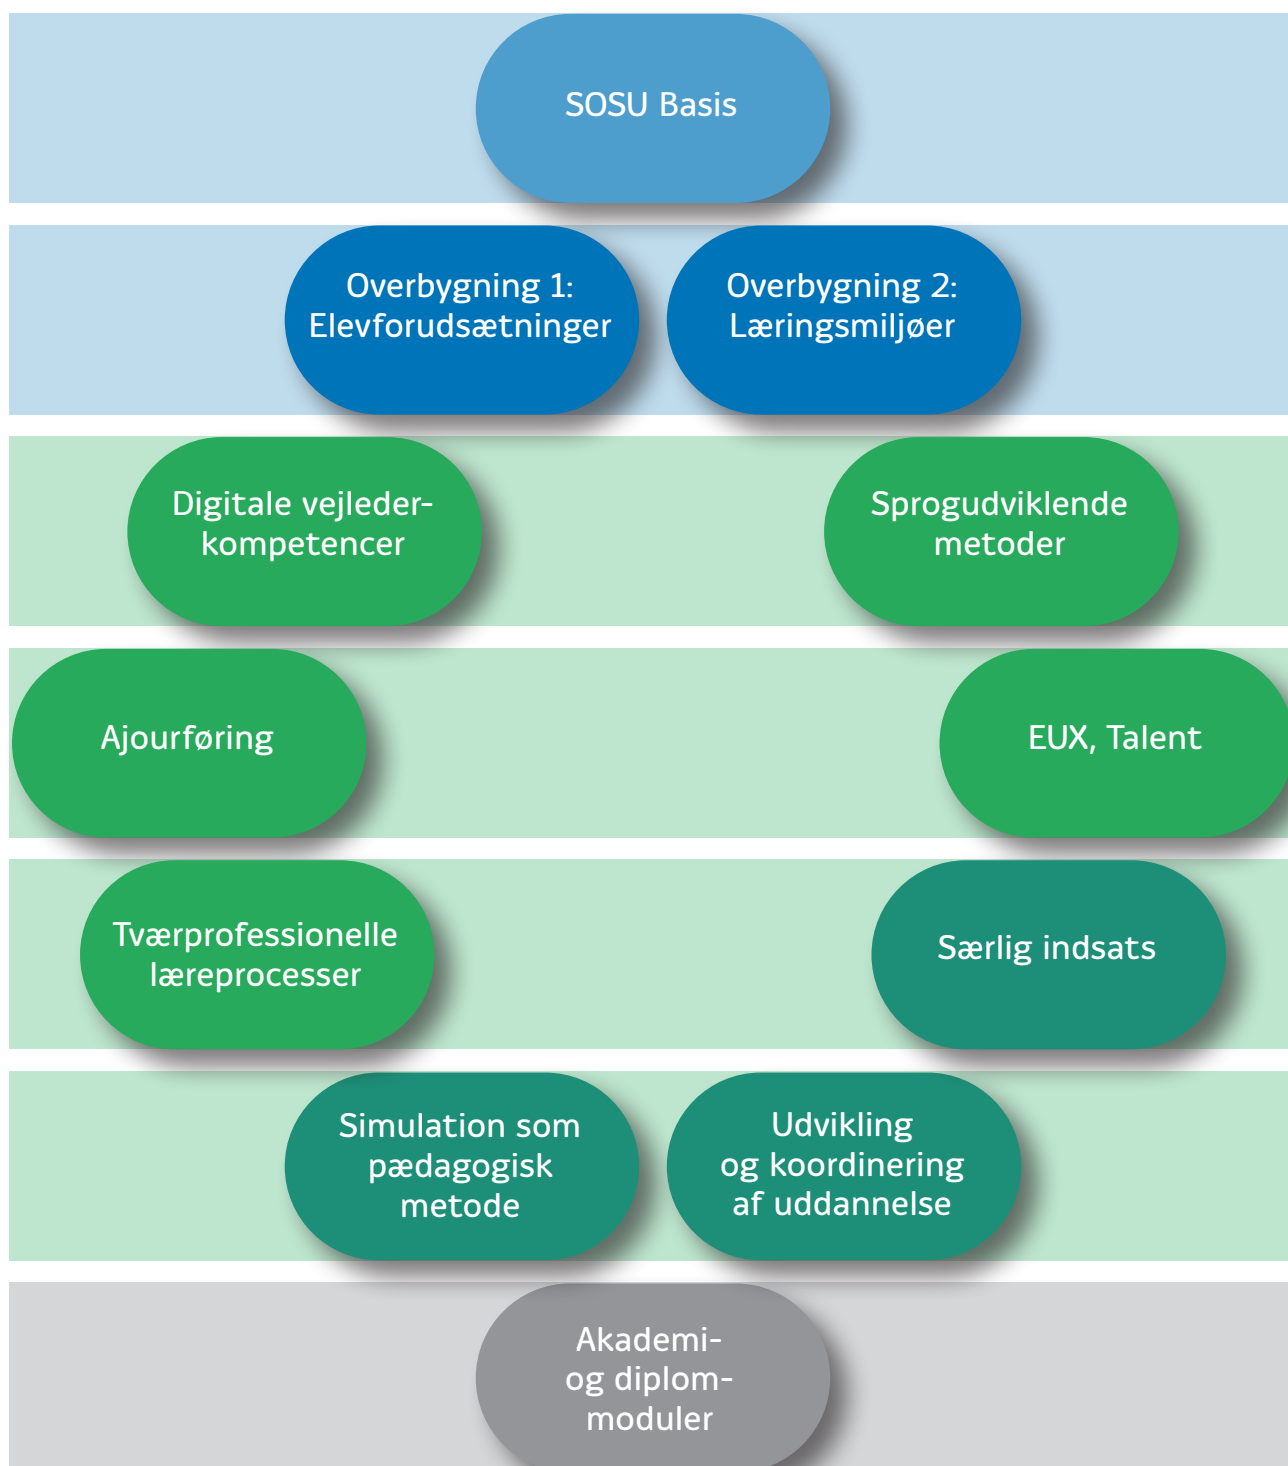 SOSU Basis
Overbygning 1:
Elevforudsætninger
Overbygning 2:
Læringsmiljøer
Digitale vejleder-
kompetencer
Sprogudviklende
metoder
Ajourføring
EUX, Talent
Tværprofessionelle
læreprocesser
Særlig indsats
Simulation som
pædagogisk
metode
Udvikling
og koordinering
af uddannelse
Akademi-
og diplom-
moduler